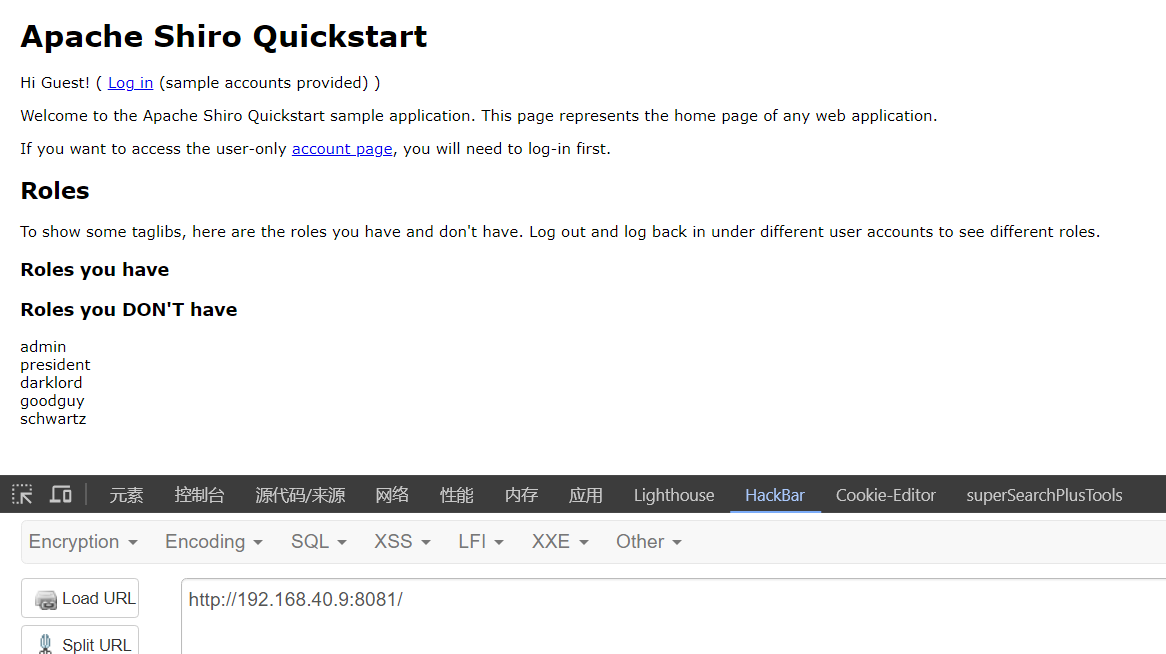 Apache Shiro Quickstart
Hi Guest! ( Log in (sample accounts provided) )
Welcome to the Apache Shiro Quickstart sample application. This page represents the home page of any web application.
If you want to access the user-only account page, you will need to log-in first.
Roles
To show some taglibs, here are the roles you have and don't have. Log out and log back in under different user accounts to see different roles.
Roles you have
Roles you DON'T have
admin
president
darklord
goodguy
schwartz
元素 控制台 源代码/来源 网络 性能 内存 应用 Lighthouse HackBar Cookie-Editor superSearchPlusTools
Encryption Encoding SQL XSS LFI XXE Other
Load URL http://192.168.40.9:8081/
Split URL